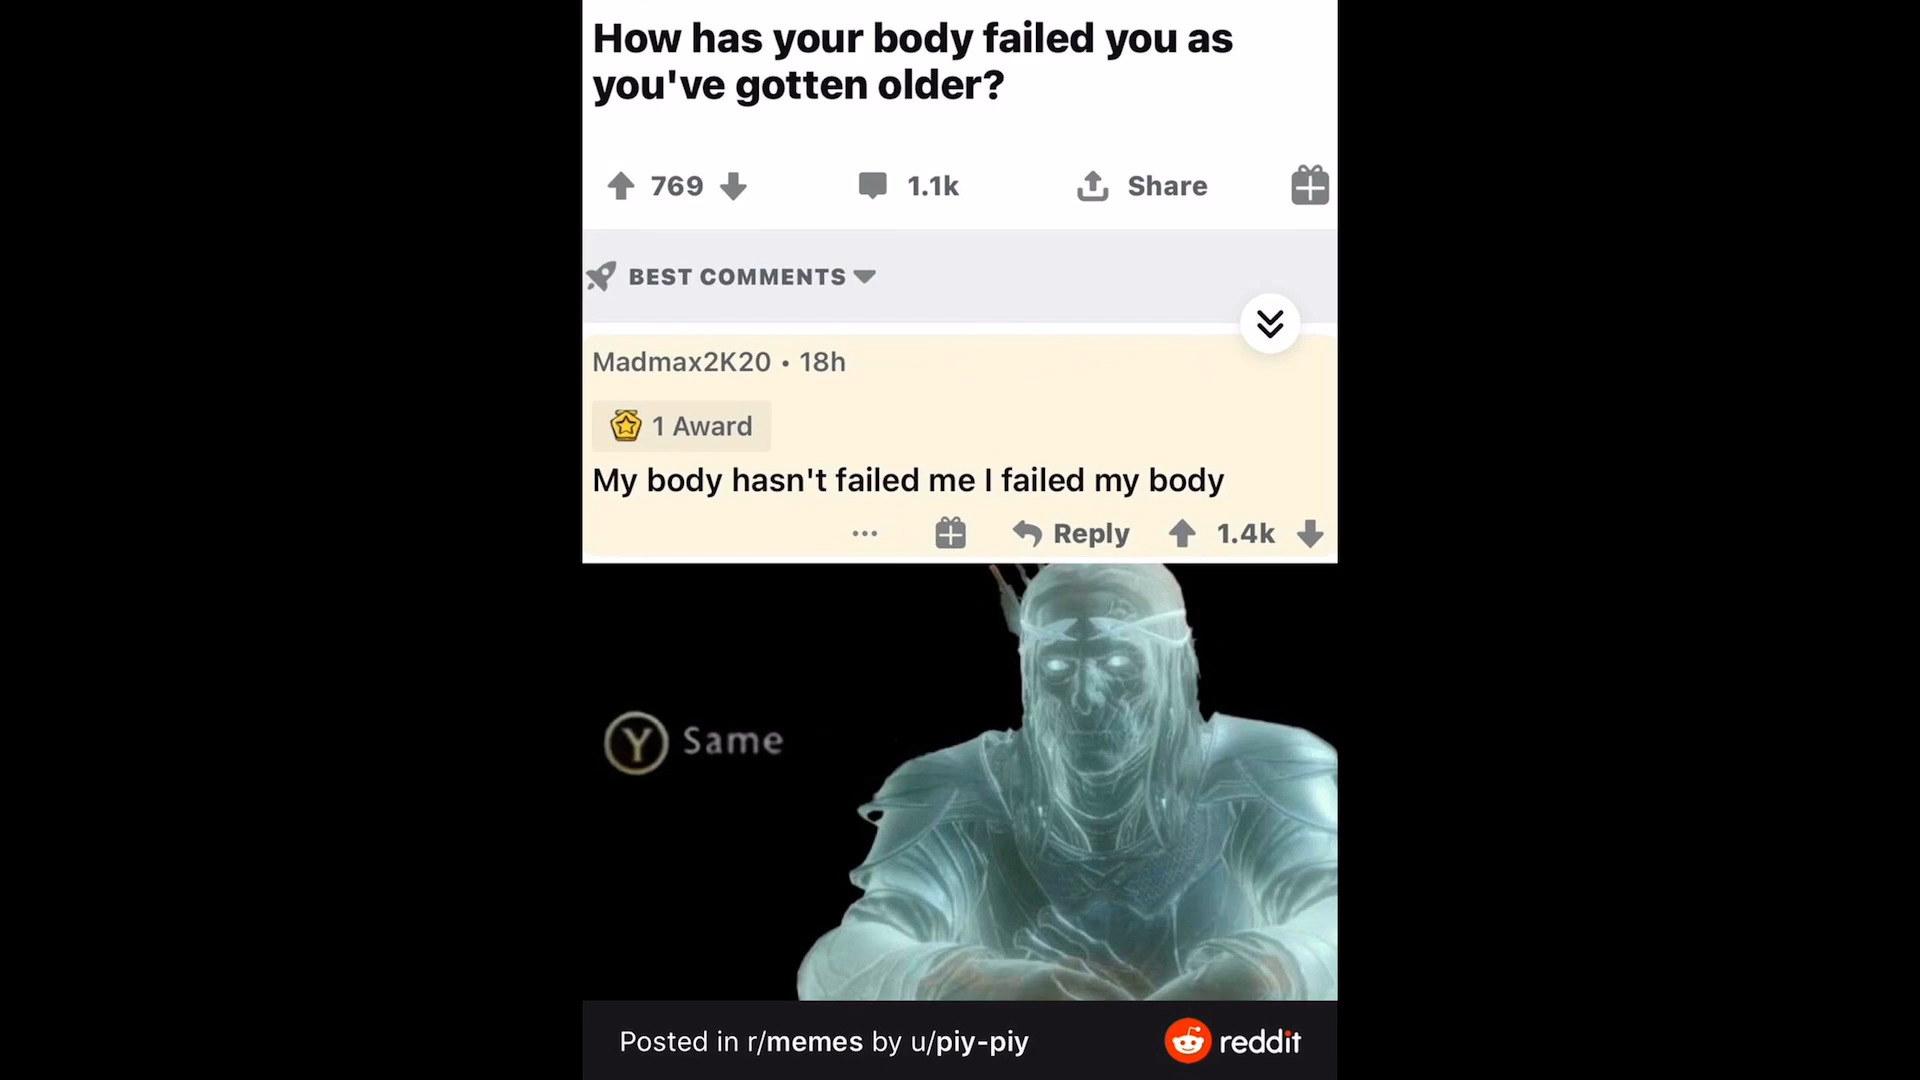 How has your body failed you as
you've gotten older?
769
1.1k
Share
BEST COMMENTS
Madmax2K20 • 18h
1 Award
My body hasn't failed me I failed my body
... Reply 1.4k
Y Same
Posted in r/memes by u/piy-piy
reddit